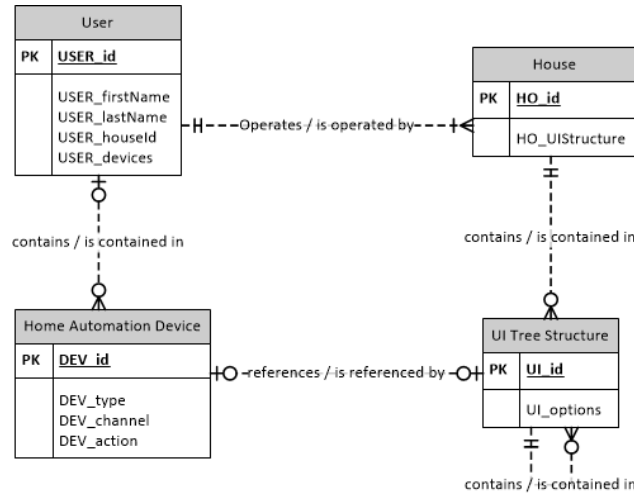 User
PK USER_id
USER_firstName
USER_lastName
USER_houseId
USER_devices
Operates / is operated by
House
PK HO_id
HO_UIStructure
contains / is contained in
contains / is contained in
Home Automation Device
PK DEV_id
DEV_type
DEV_channel
DEV_action
references / is referenced by
UI Tree Structure
PK UI_id
UI_options
contains / is contained in